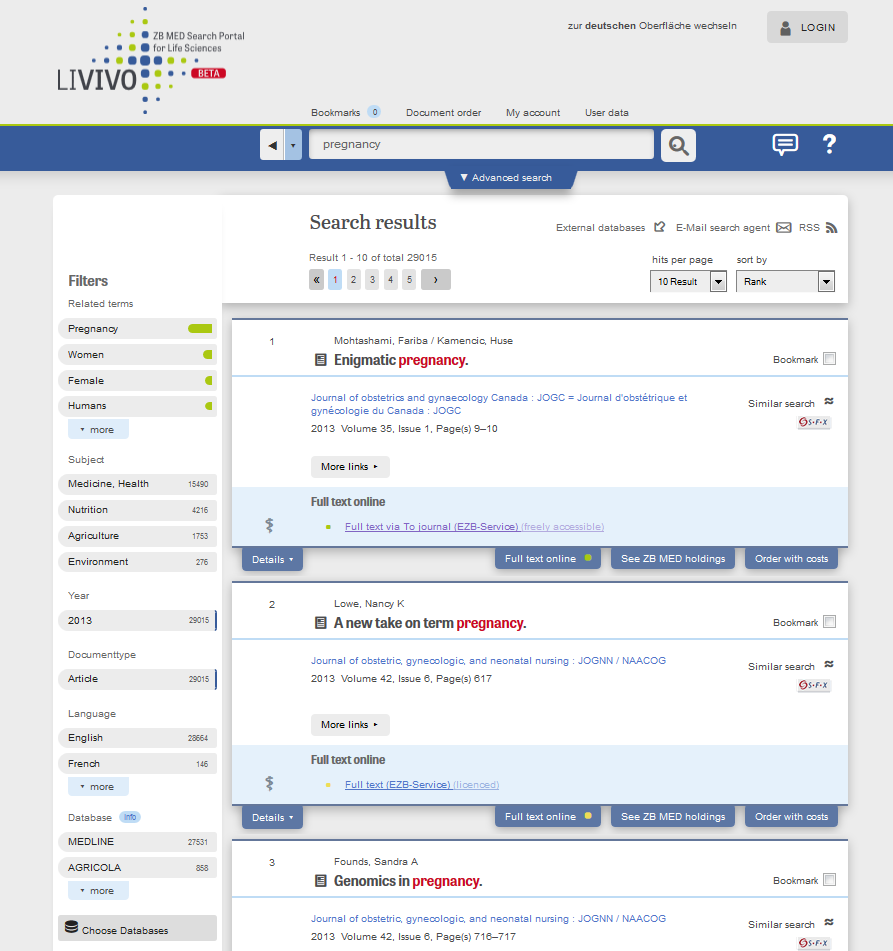 zur deutschen Oberfläche wechseln
LOGIN
ZB MED Search Portal
for Life Sciences
LIVIVO
BETA
Bookmarks 0
Document order
My account
User data
pregnancy
?
▼ Advanced search
Search results
External databases
E-Mail search agent
RSS
Result 1 - 10 of total 29015
hits per page
sort by
« 1 2 3 4 5 ›
10 Result
Rank
Filters
Related terms
Pregnancy
Women
Female
Humans
more
Subject
Medicine, Health 15490
Nutrition 4216
Agriculture 1753
Environment 276
Year
2013 29015
Documenttype
Article 29015
Language
English 28664
French 146
more
Database info
MEDLINE 27531
AGRICOLA 858
more
Choose Databases
1
Mohtashami, Fariba / Kamencic, Huse
Enigmatic pregnancy.
Bookmark
Journal of obstetrics and gynaecology Canada : JOGC = Journal d'obstétrique et
gynécologie du Canada : JOGC
Similar search ≈
2013 Volume 35, Issue 1, Page(s) 9–10
S·F·X
More links
Full text online
Full text via To journal (EZB-Service) (freely accessible)
Details
Full text online
See ZB MED holdings
Order with costs
2
Lowe, Nancy K
A new take on term pregnancy.
Bookmark
Journal of obstetric, gynecologic, and neonatal nursing : JOGNN / NAACOG
Similar search ≈
2013 Volume 42, Issue 6, Page(s) 617
S·F·X
More links
Full text online
Full text (EZB-Service) (licenced)
Details
Full text online
See ZB MED holdings
Order with costs
3
Founds, Sandra A
Genomics in pregnancy.
Bookmark
Journal of obstetric, gynecologic, and neonatal nursing : JOGNN / NAACOG
Similar search ≈
2013 Volume 42, Issue 6, Page(s) 716–717
S·F·X